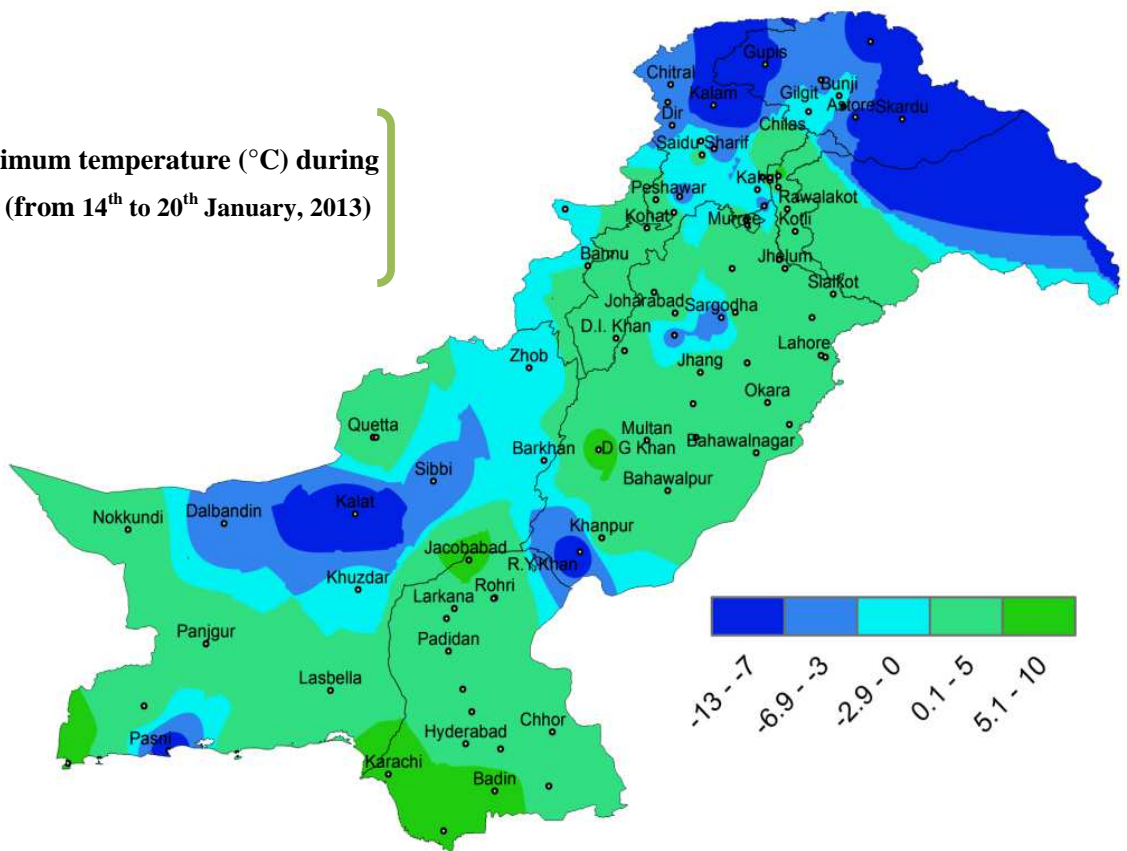 imum temperature (°C) during
(from 14th to 20th January, 2013)
Gupis
Chitral
Bunji
Gilgit
Kalam
Astore
Skardu
Dir
Chilas
Saidu Sharif
Peshawar
Kakul
Rawalakot
Kohat
Murree
Kotli
Bannu
Jhelum
Sialkot
Joharabad
Sargodha
D.I. Khan
Zhob
Lahore
Jhang
Okara
Quetta
Multan
Bahawalnagar
Barkhan
D G Khan
Sibbi
Bahawalpur
Kalat
Nokkundi
Dalbandin
Khanpur
Jacobabad
R.Y.Khan
Khuzdar
Rohri
Larkana
Panjgur
Padidan
Lasbella
Chhor
Pasni
Hyderabad
Karachi
Badin
-13 - -7
-6.9 - -3
-2.9 - 0
0.1 - 5
5.1 - 10